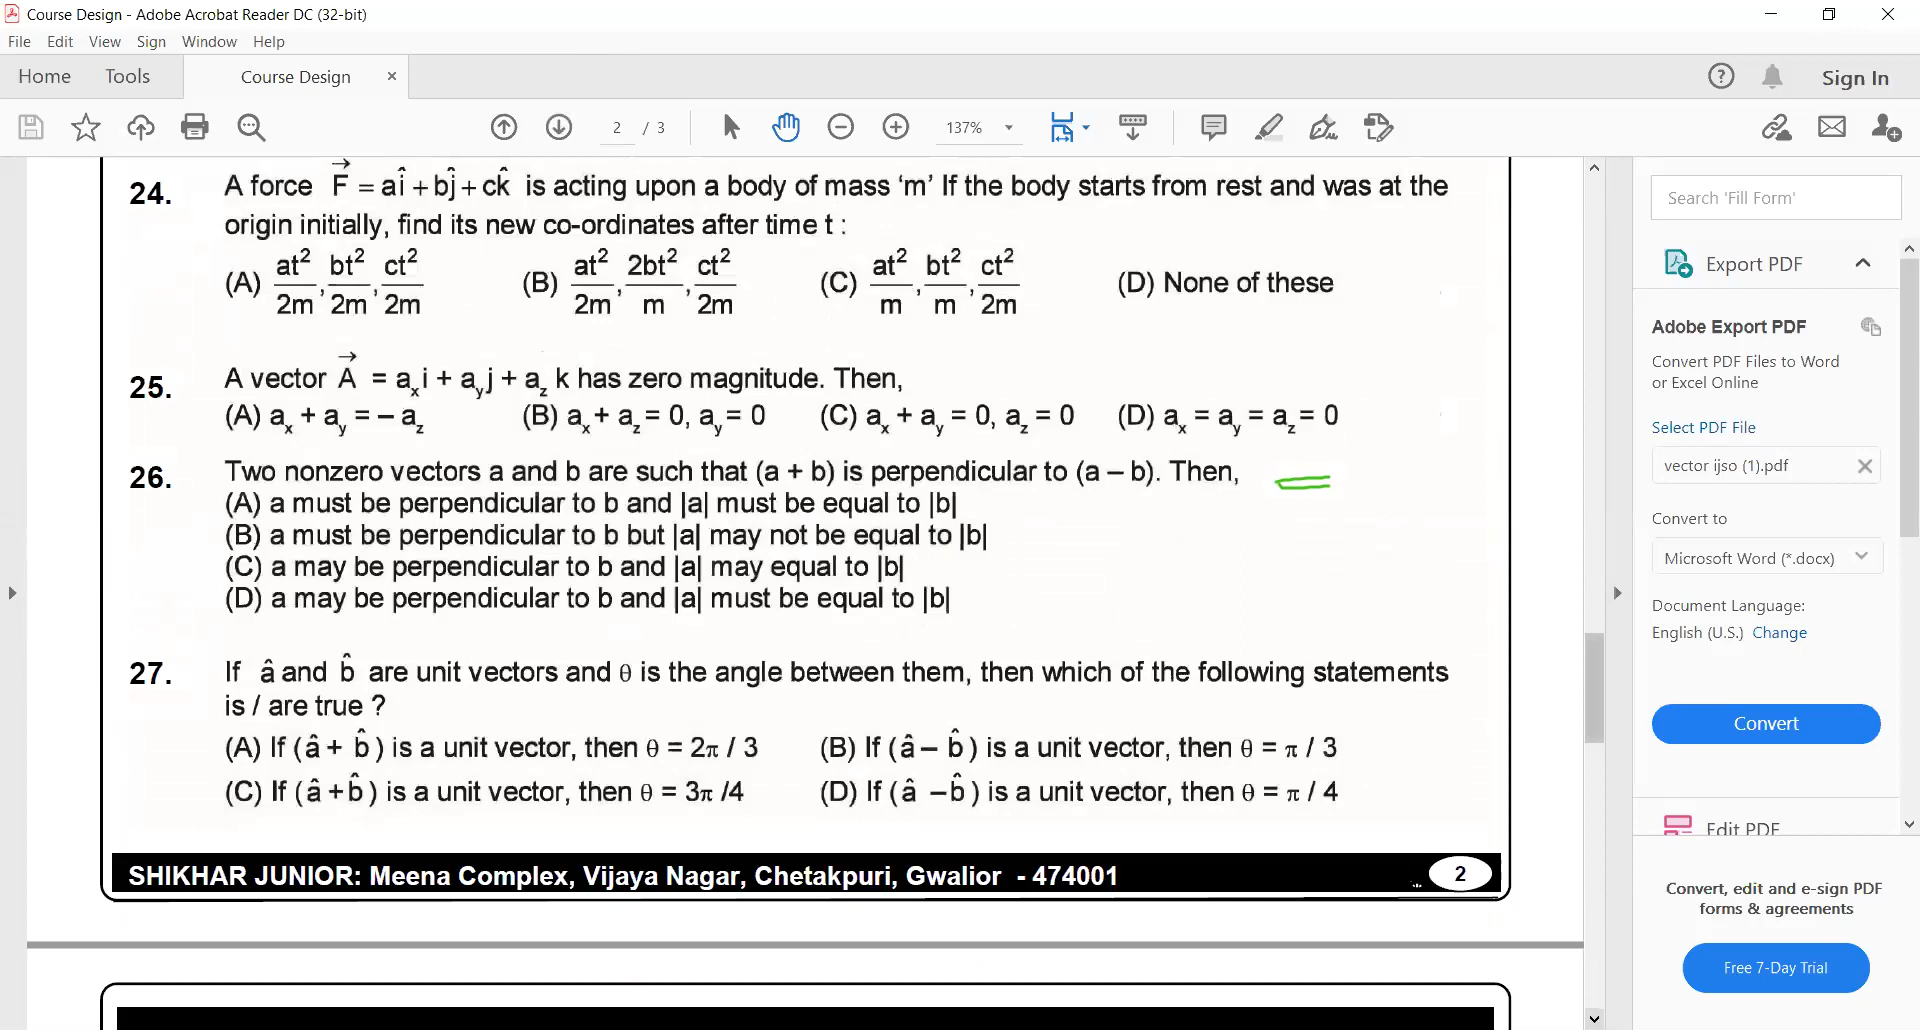 Course Design - Adobe Acrobat Reader DC (32-bit)
File Edit View Sign Window Help
Home Tools Course Design × Sign In
2 / 3 137%
24. A force F⃗ = aî + bĵ + ck̂ is acting upon a body of mass ‘m’ If the body starts from rest and was at the
origin initially, find its new co-ordinates after time t :
(A) at²/2m, bt²/2m, ct²/2m (B) at²/2m, 2bt²/m, ct²/2m (C) at²/m, bt²/m, ct²/2m (D) None of these
25. A vector A⃗ = aₓi + a_y j + a_z k has zero magnitude. Then,
(A) aₓ + a_y = – a_z (B) aₓ + a_z = 0, a_y = 0 (C) aₓ + a_y = 0, a_z = 0 (D) aₓ = a_y = a_z = 0
26. Two nonzero vectors a and b are such that (a + b) is perpendicular to (a – b). Then,
(A) a must be perpendicular to b and |a| must be equal to |b|
(B) a must be perpendicular to b but |a| may not be equal to |b|
(C) a may be perpendicular to b and |a| may equal to |b|
(D) a may be perpendicular to b and |a| must be equal to |b|
27. If â and b̂ are unit vectors and θ is the angle between them, then which of the following statements
is / are true ?
(A) If (â + b̂ ) is a unit vector, then θ = 2π / 3 (B) If (â – b̂ ) is a unit vector, then θ = π / 3
(C) If (â + b̂ ) is a unit vector, then θ = 3π /4 (D) If (â – b̂ ) is a unit vector, then θ = π / 4
SHIKHAR JUNIOR: Meena Complex, Vijaya Nagar, Chetakpuri, Gwalior - 474001 2
Search 'Fill Form'
Export PDF
Adobe Export PDF
Convert PDF Files to Word
or Excel Online
Select PDF File
vector ijso (1).pdf
Convert to
Microsoft Word (*.docx)
Document Language:
English (U.S.) Change
Convert
Edit PDF
Convert, edit and e-sign PDF
forms & agreements
Free 7-Day Trial